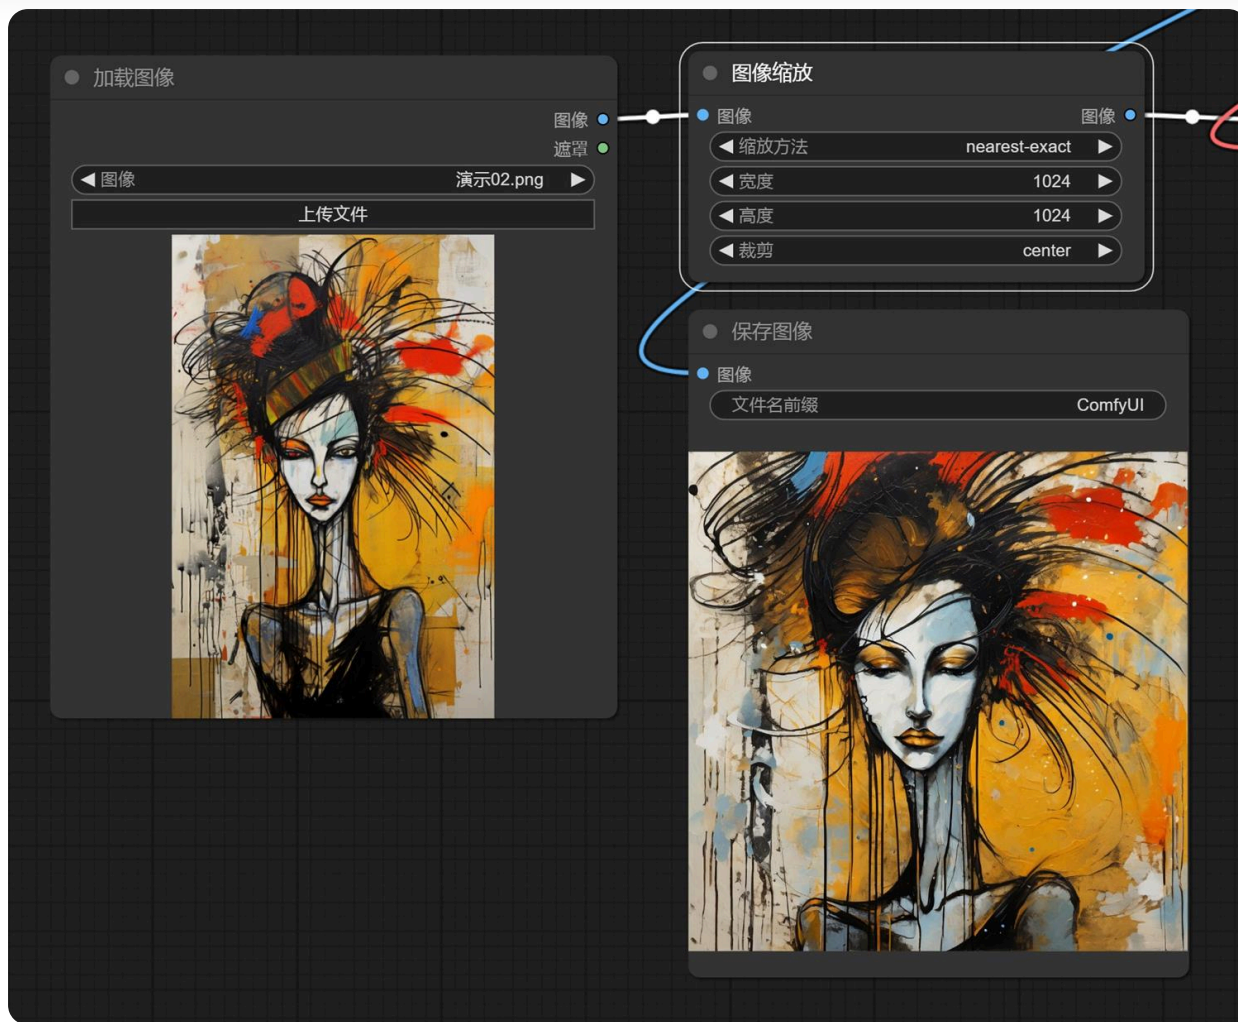 加载图像
图像
遮罩
图像 演示02.png
上传文件
图像缩放
图像 图像
缩放方法 nearest-exact
宽度 1024
高度 1024
裁剪 center
保存图像
图像
文件名前缀 ComfyUI